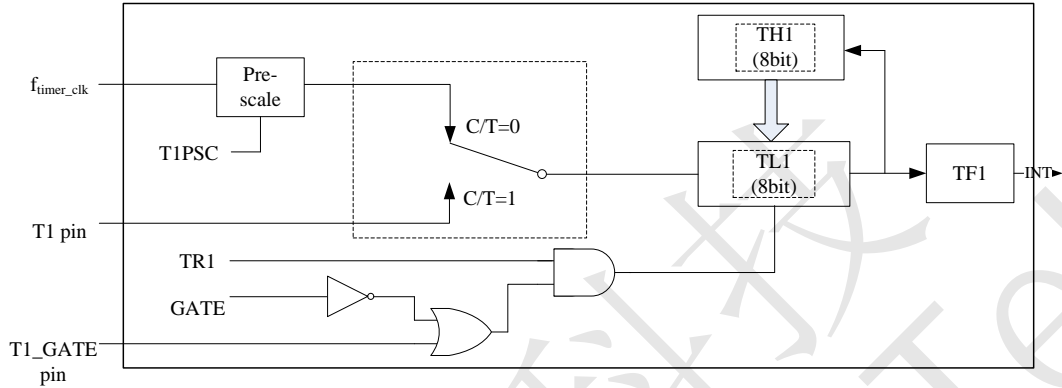 TH1
(8bit)
Pre-
scale
f_timer_clk
C/T=0
T1PSC
TL1
(8bit)
TF1
INT
C/T=1
T1 pin
TR1
GATE
T1_GATE
pin